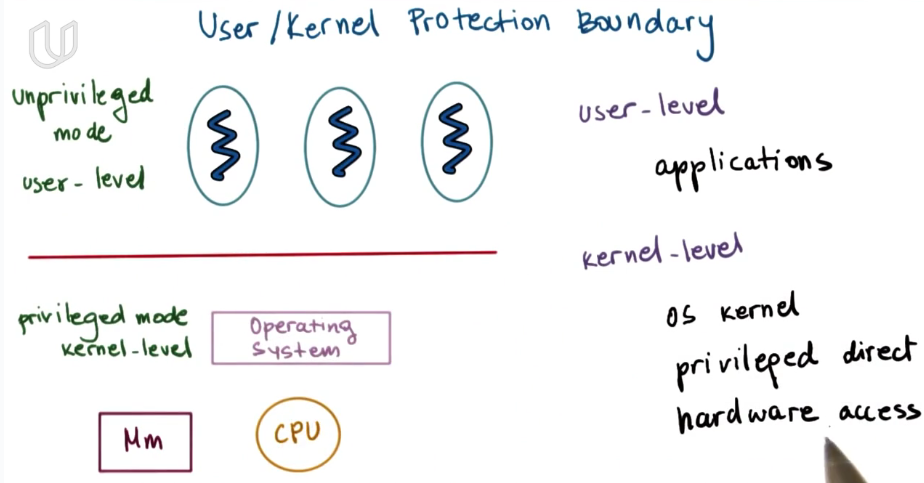 User/Kernel Protection Boundary
unprivileged
mode
user-level
user-level
applications
kernel-level
privileged mode
kernel-level
Operating
System
OS kernel
privileged direct
hardware access
Mm
CPU